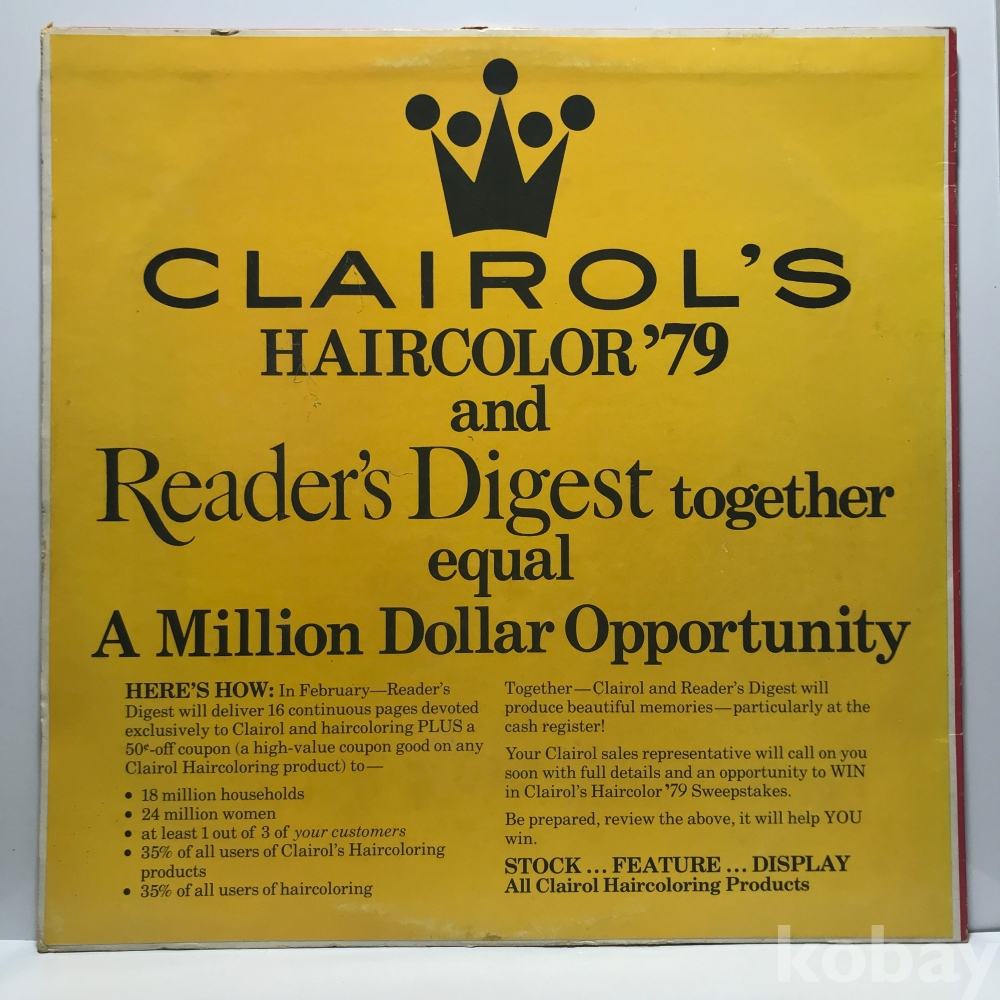 CLAIROL'S
HAIRCOLOR '79
and
Reader's Digest together
equal
A Million Dollar Opportunity
HERE'S HOW: In February—Reader's
Digest will deliver 16 continuous pages devoted
exclusively to Clairol and haircoloring PLUS a
50¢-off coupon (a high-value coupon good on any
Clairol Haircoloring product) to—
• 18 million households
• 24 million women
• at least 1 out of 3 of your customers
• 35% of all users of Clairol's Haircoloring
products
• 35% of all users of haircoloring
Together—Clairol and Reader's Digest will
produce beautiful memories—particularly at the
cash register!
Your Clairol sales representative will call on you
soon with full details and an opportunity to WIN
in Clairol's Haircolor '79 Sweepstakes.
Be prepared, review the above, it will help YOU
win.
STOCK ... FEATURE ... DISPLAY
All Clairol Haircoloring Products
kobay